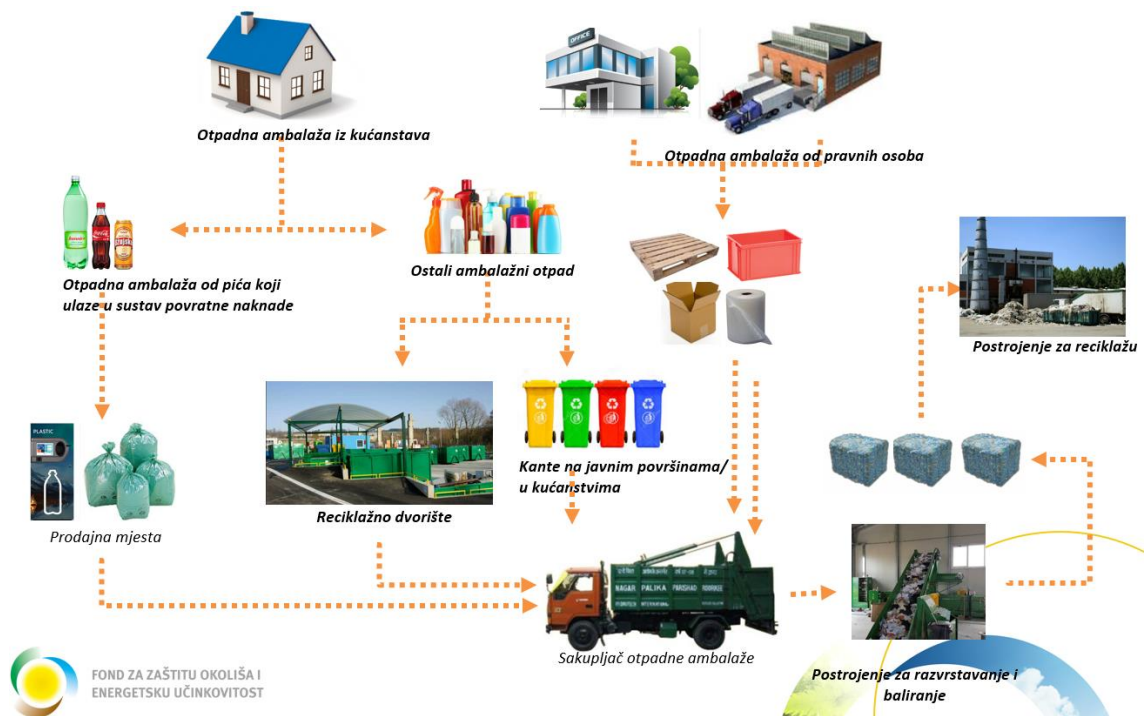 OFFICE
Otpadna ambalaža iz kućanstava
Otpadna ambalaža od pravnih osoba
Otpadna ambalaža od pića koji
ulaze u sustav povratne naknade
Ostali ambalažni otpad
Postrojenje za reciklažu
PLASTIC
Prodajna mjesta
Reciklažno dvorište
Kante na javnim površinama/
u kućanstvima
NAGAR PALIKA PARISHAD
Sakupljač otpadne ambalaže
Postrojenje za razvrstavanje i
baliranje
FOND ZA ZAŠTITU OKOLIŠA I
ENERGETSKU UČINKOVITOST